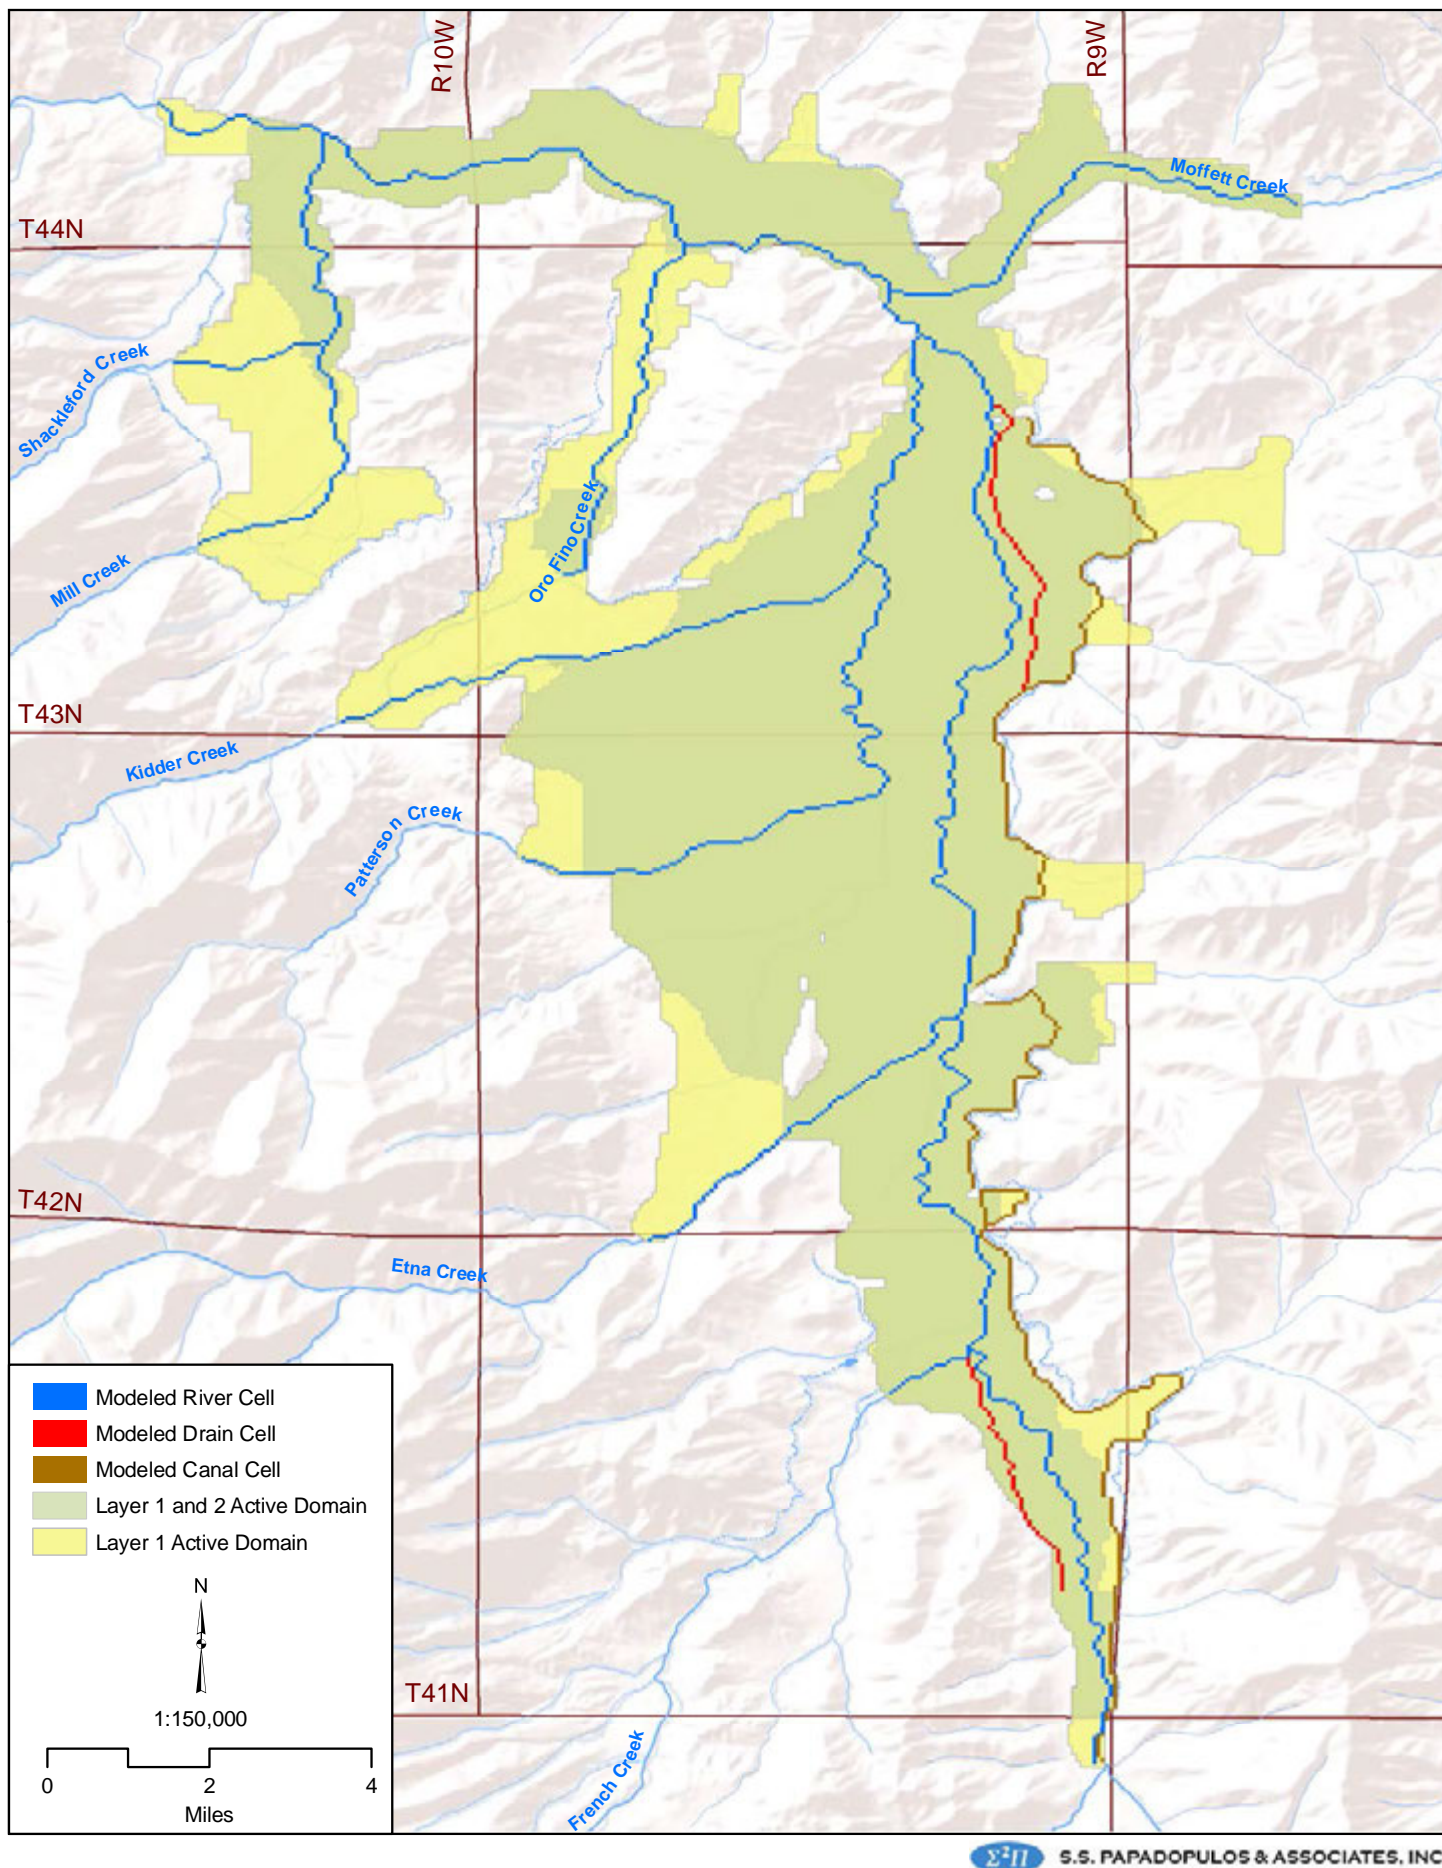 R10W
R9W
Moffett Creek
T44N
Shackleford Creek
Oro Fino Creek
Mill Creek
T43N
Kidder Creek
Patterson Creek
T42N
Etna Creek
Modeled River Cell
Modeled Drain Cell
Modeled Canal Cell
Layer 1 and 2 Active Domain
Layer 1 Active Domain
N
1:150,000
0 2 4
Miles
T41N
French Creek
Σ²Π S.S. PAPADOPULOS & ASSOCIATES, INC